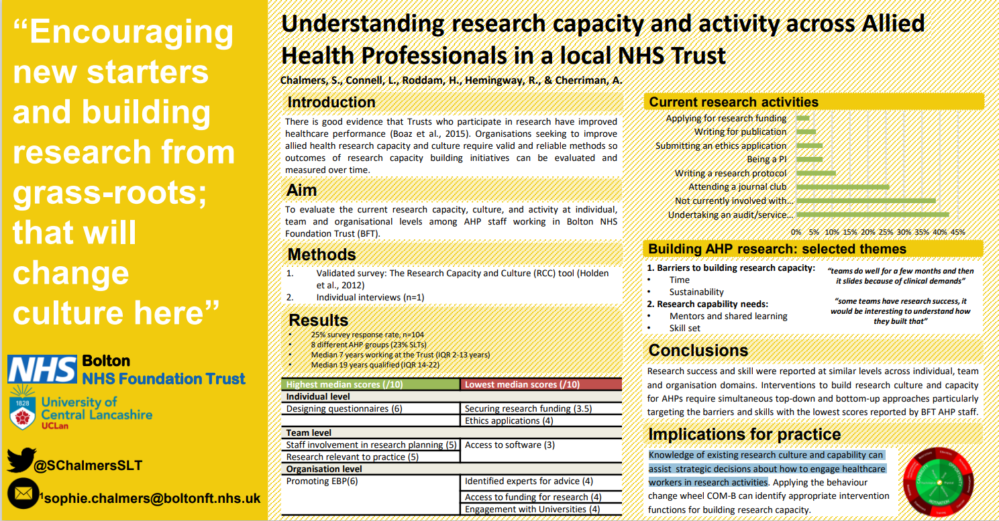 “Encouraging
new starters
and building
research from
grass-roots;
that will
change
culture here”
NHS
Bolton
NHS Foundation Trust
1828
University of
Central Lancashire
UCLan
@SChalmersSLT
¹sophie.chalmers@boltonft.nhs.uk
Understanding research capacity and activity across Allied
Health Professionals in a local NHS Trust
Chalmers, S., Connell, L., Roddam, H., Hemingway, R., & Cherriman, A.
Introduction
There is good evidence that Trusts who participate in research have improved
healthcare performance (Boaz et al., 2015). Organisations seeking to improve
allied health research capacity and culture require valid and reliable methods so
outcomes of research capacity building initiatives can be evaluated and
measured over time.
Aim
To evaluate the current research capacity, culture, and activity at individual,
team and organisational levels among AHP staff working in Bolton NHS
Foundation Trust (BFT).
Methods
1. Validated survey: The Research Capacity and Culture (RCC) tool (Holden
et al., 2012)
2. Individual interviews (n=1)
Results
• 25% survey response rate, n=104
• 8 different AHP groups (23% SLTs)
• Median 7 years working at the Trust (IQR 2-13 years)
• Median 19 years qualified (IQR 14-22)
Highest median scores (/10) Lowest median scores (/10)
Individual level
Designing questionnaires (6) Securing research funding (3.5)
Ethics applications (4)
Team level
Staff involvement in research planning (5) Access to software (3)
Research relevant to practice (5)
Organisation level
Promoting EBP(6) Identified experts for advice (4)
Access to funding for research (4)
Engagement with Universities (4)
Current research activities
Applying for research funding
Writing for publication
Submitting an ethics application
Being a PI
Writing a research protocol
Attending a journal club
Not currently involved with…
Undertaking an audit/service…
0% 5% 10% 15% 20% 25% 30% 35% 40% 45%
Building AHP research: selected themes
1. Barriers to building research capacity:
• Time
• Sustainability
2. Research capability needs:
• Mentors and shared learning
• Skill set
“teams do well for a few months and then
it slides because of clinical demands”
“some teams have research success, it
would be interesting to understand how
they built that”
Conclusions
Research success and skill were reported at similar levels across individual, team
and organisation domains. Interventions to build research culture and capacity
for AHPs require simultaneous top-down and bottom-up approaches particularly
targeting the barriers and skills with the lowest scores reported by BFT AHP staff.
Implications for practice
Knowledge of existing research culture and capability can
assist strategic decisions about how to engage healthcare
workers in research activities. Applying the behaviour
change wheel COM-B can identify appropriate intervention
functions for building research capacity.
CAPABILITY
OPPORTUNITY
MOTIVATION